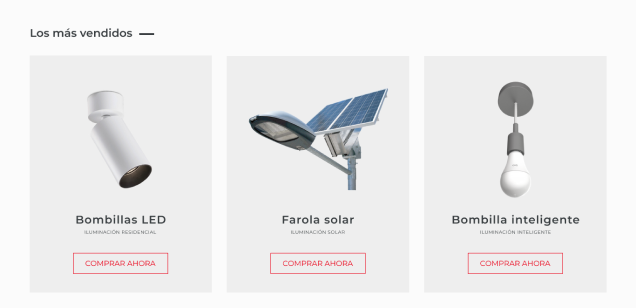 Los más vendidos
Bombillas LED
ILUMINACIÓN RESIDENCIAL
COMPRAR AHORA
Farola solar
ILUMINACIÓN SOLAR
COMPRAR AHORA
Bombilla inteligente
ILUMINACIÓN INTELIGENTE
COMPRAR AHORA